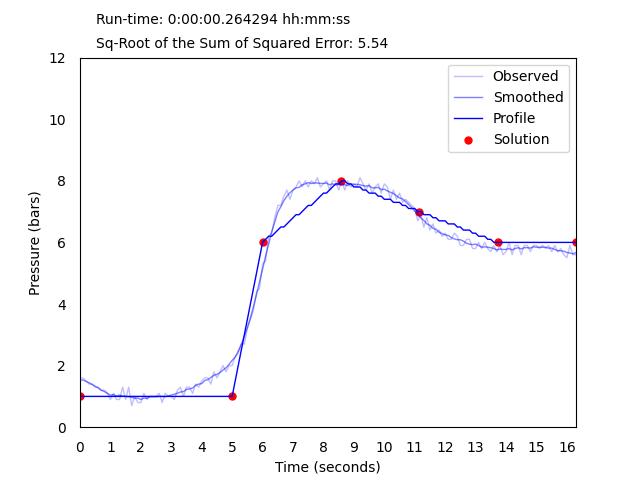 Run-time: 0:00:00.264294 hh:mm:ss
Sq-Root of the Sum of Squared Error: 5.54
Observed
Smoothed
Profile
Solution
12
10
8
6
4
2
0
Pressure (bars)
0 1 2 3 4 5 6 7 8 9 10 11 12 13 14 15 16
Time (seconds)